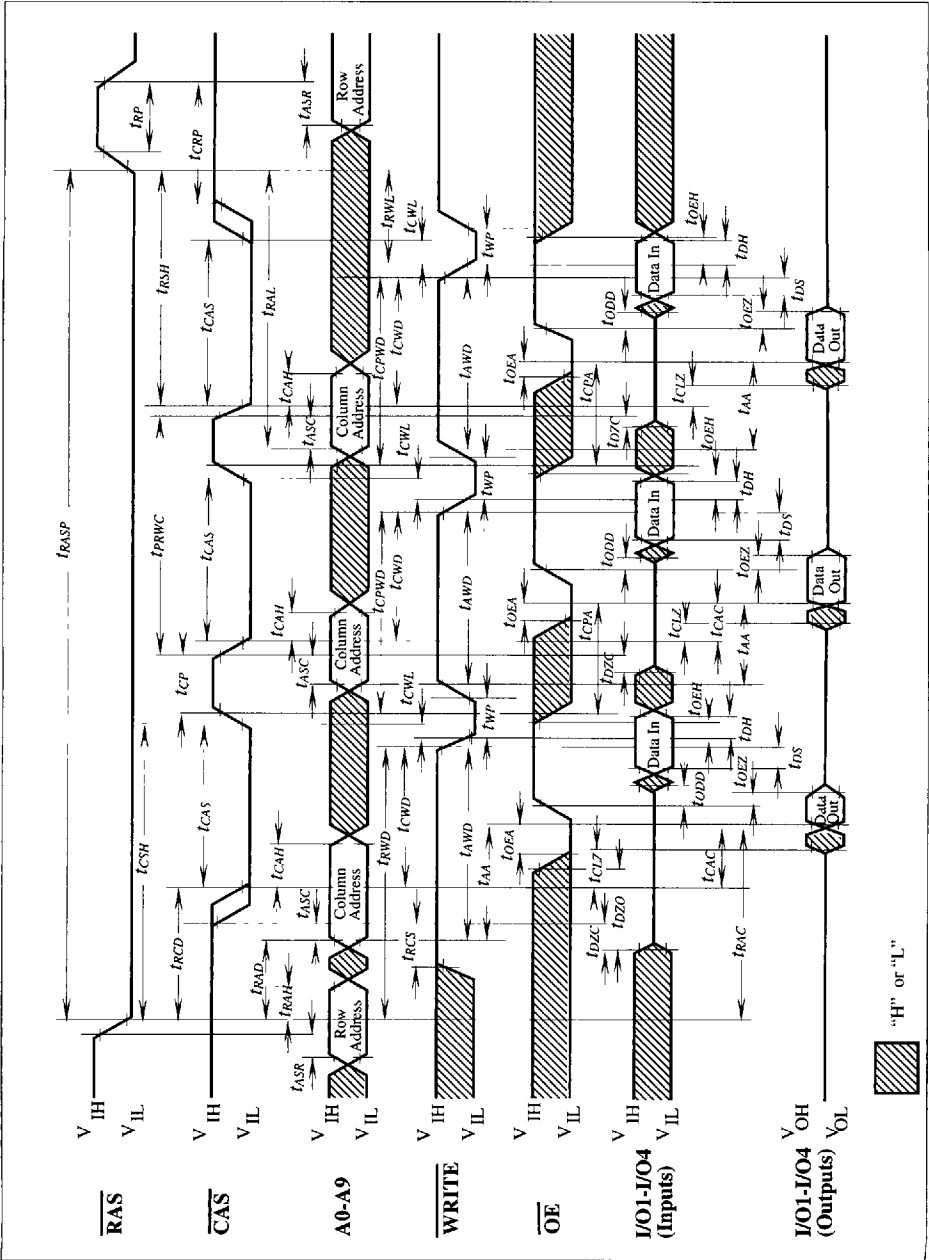 RAS
V IH
V IL
tRASP
tRP
tCSH
tCP
tPRWC
tRSH
tCRP
CAS
V IH
V IL
tRCD
tCAS
tCAS
tCAS
tRAD
tRAH
tASR
tASC
tCAH
tASC
tCAH
tRAL
tASC
tCAH
tASR
A0-A9
V IH
V IL
Row
Address
Column
Address
Column
Address
Column
Address
Row
Address
tRCS
tRWD
tCWD
tCWL
tCPWD
tCWD
tCWL
tCPWD
tCWD
tRWL
tCWL
WRITE
V IH
V IL
tAWD
tWP
tAWD
tWP
tAWD
tWP
tAA
tOEA
tOEA
tCPA
tOEA
tCPA
OE
V IH
V IL
tDZC
tDZO
tCLZ
tODD
tOEH
tDZC
tODD
tOEH
tDZC
tODD
tOEH
I/O1-I/O4
(Inputs)
V IH
V IL
Data In
Data In
Data In
tRAC
tCAC
tOEZ
tDH
tDS
tCLZ
tCAC
tAA
tOEZ
tDH
tDS
tCLZ
tAA
tOEZ
tDH
tDS
I/O1-I/O4
(Outputs)
V OH
V OL
Data
Out
Data
Out
Data
Out
"H" or "L"